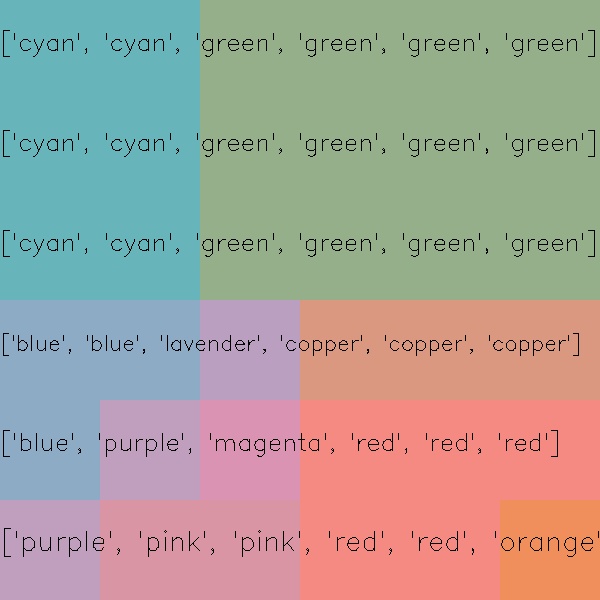 ['cyan', 'cyan', 'green', 'green', 'green', 'green']
['cyan', 'cyan', 'green', 'green', 'green', 'green']
['cyan', 'cyan', 'green', 'green', 'green', 'green']
['blue', 'blue', 'lavender', 'copper', 'copper', 'copper']
['blue', 'purple', 'magenta', 'red', 'red', 'red']
['purple', 'pink', 'pink', 'red', 'red', 'orange'